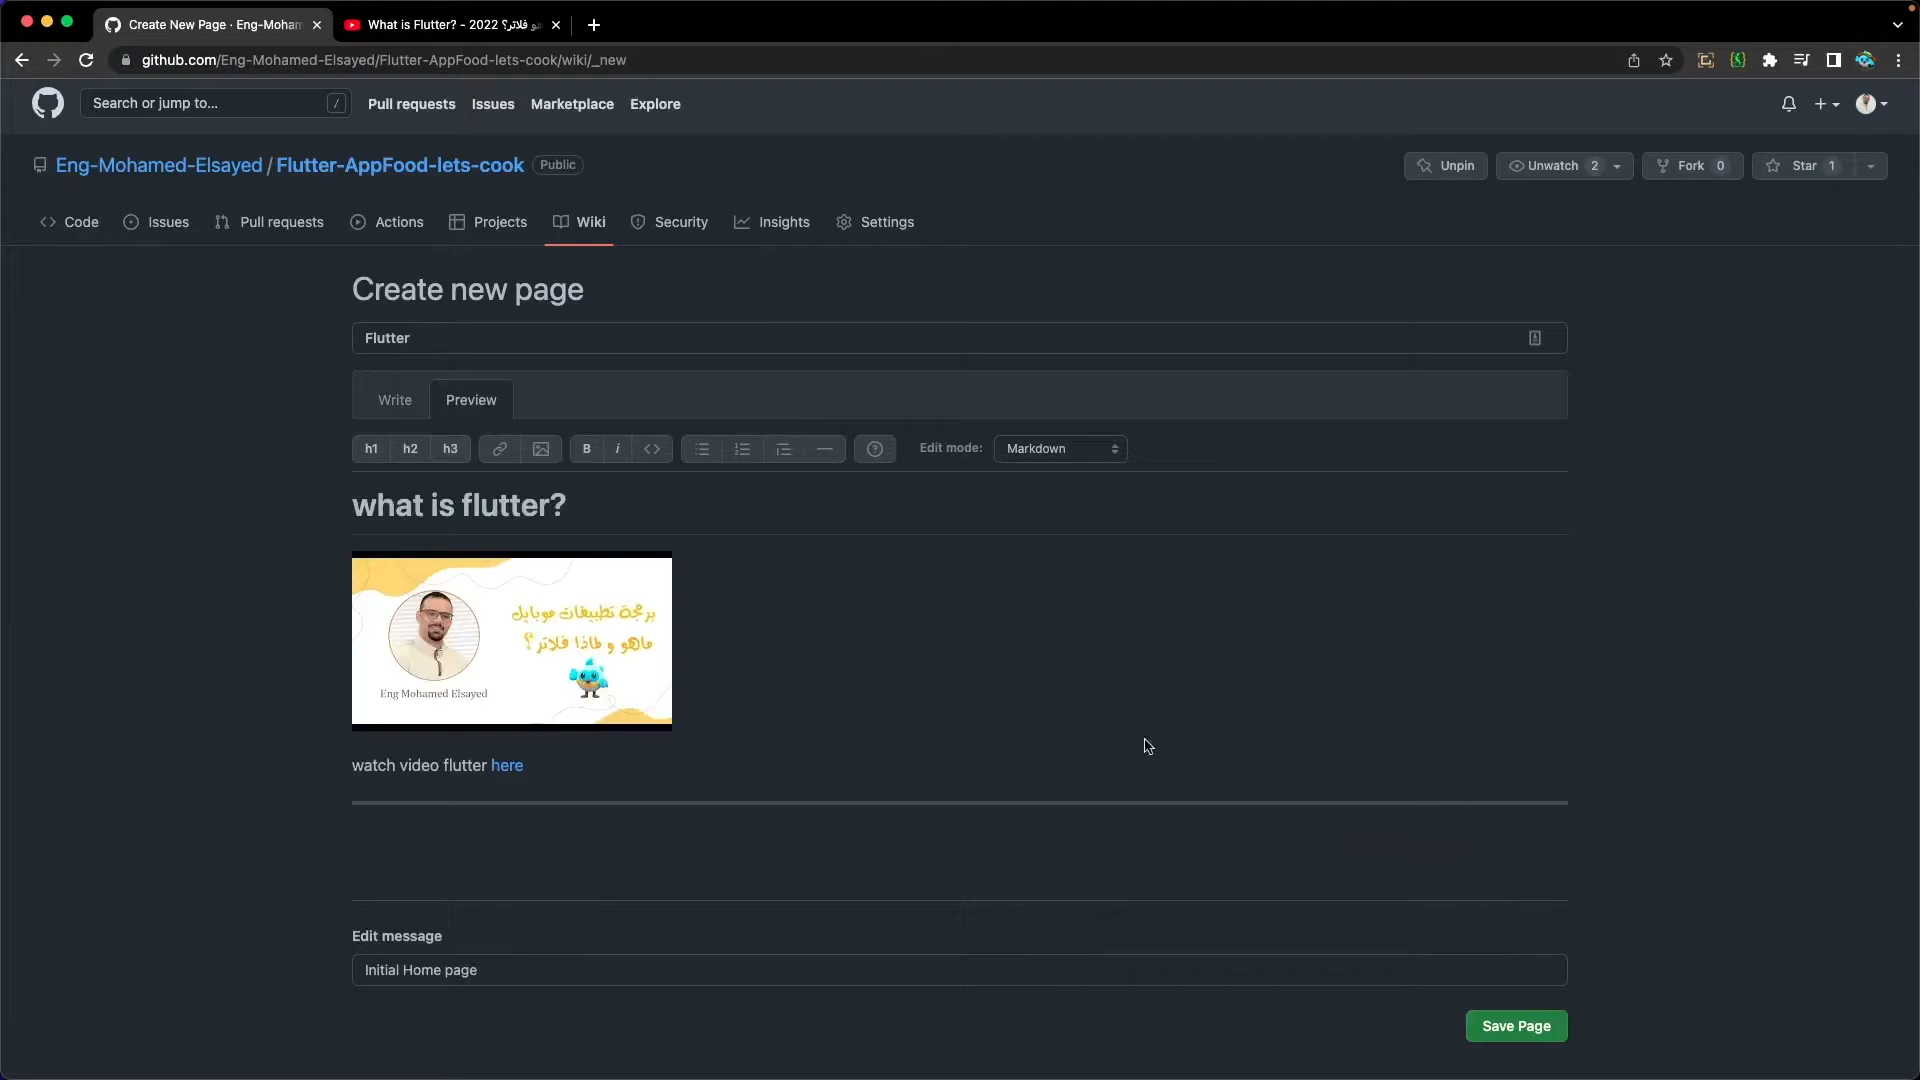 Create New Page · Eng-Moham
What is Flutter? - 2022 هو فلاتر؟
github.com/Eng-Mohamed-Elsayed/Flutter-AppFood-lets-cook/wiki/_new
Search or jump to... /
Pull requests Issues Marketplace Explore
Eng-Mohamed-Elsayed / Flutter-AppFood-lets-cook Public
Unpin Unwatch 2 Fork 0 Star 1
Code Issues Pull requests Actions Projects Wiki Security Insights Settings
Create new page
Flutter
Write Preview
h1 h2 h3 B i Edit mode: Markdown
what is flutter?
برمجة تطبيقات موبايل
ماهو و لماذا فلاتر ؟
Eng Mohamed Elsayed
watch video flutter here
Edit message
Initial Home page
Save Page